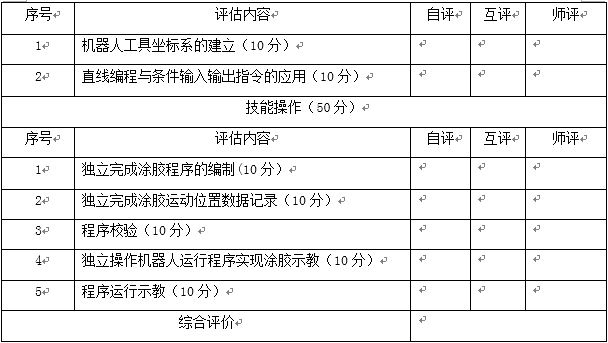 序号 评估内容 自评 互评 师评
1 机器人工具坐标系的建立（10 分）
2 直线编程与条件输入输出指令的应用（10 分）
技能操作（50 分）
序号 评估内容 自评 互评 师评
1 独立完成涂胶程序的编制(10 分）
2 独立完成涂胶运动位置数据记录（10 分）
3 程序校验（10 分）
4 独立操作机器人运行程序实现涂胶示教（10 分）
5 程序运行示教（10 分）
综合评价